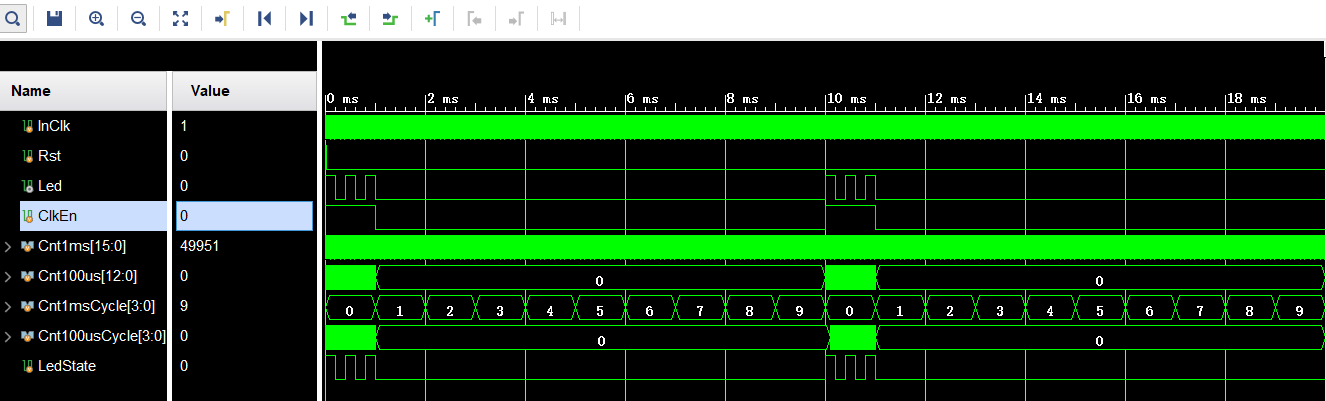 Name Value
0 ms 2 ms 4 ms 6 ms 8 ms 10 ms 12 ms 14 ms 16 ms 18 ms
InClk 1
Rst 0
Led 0
ClkEn 0
Cnt1ms[15:0] 49951
Cnt100us[12:0] 0 0 0
Cnt1msCycle[3:0] 9 0 1 2 3 4 5 6 7 8 9 0 1 2 3 4 5 6 7 8 9
Cnt100usCycle[3:0] 0 0 0
LedState 0